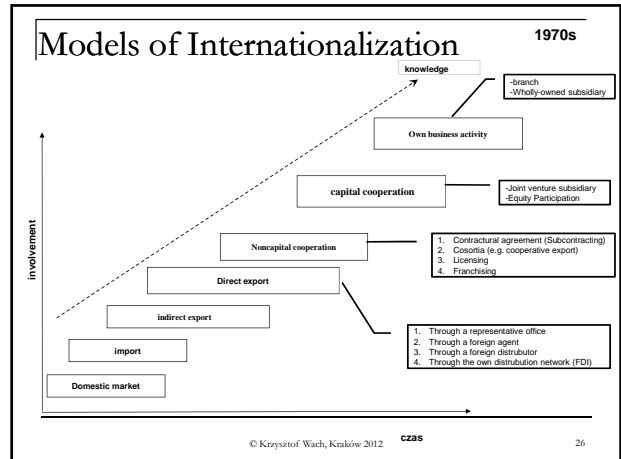 Models of Internationalization
1970s
knowledge
-branch
-Wholly-owned subsidiary
Own business activity
capital cooperation
-Joint venture subsidiary
-Equity Participation
Noncapital cooperation
1. Contractural agreement (Subcontracting)
2. Cosortia (e.g. cooperative export)
3. Licensing
4. Franchising
involvement
Direct export
indirect export
1. Through a representative office
2. Through a foreign agent
3. Through a foreign distrubutor
4. Through the own distrubution network (FDI)
import
Domestic market
© Krzysztof Wach, Kraków 2012
czas
26